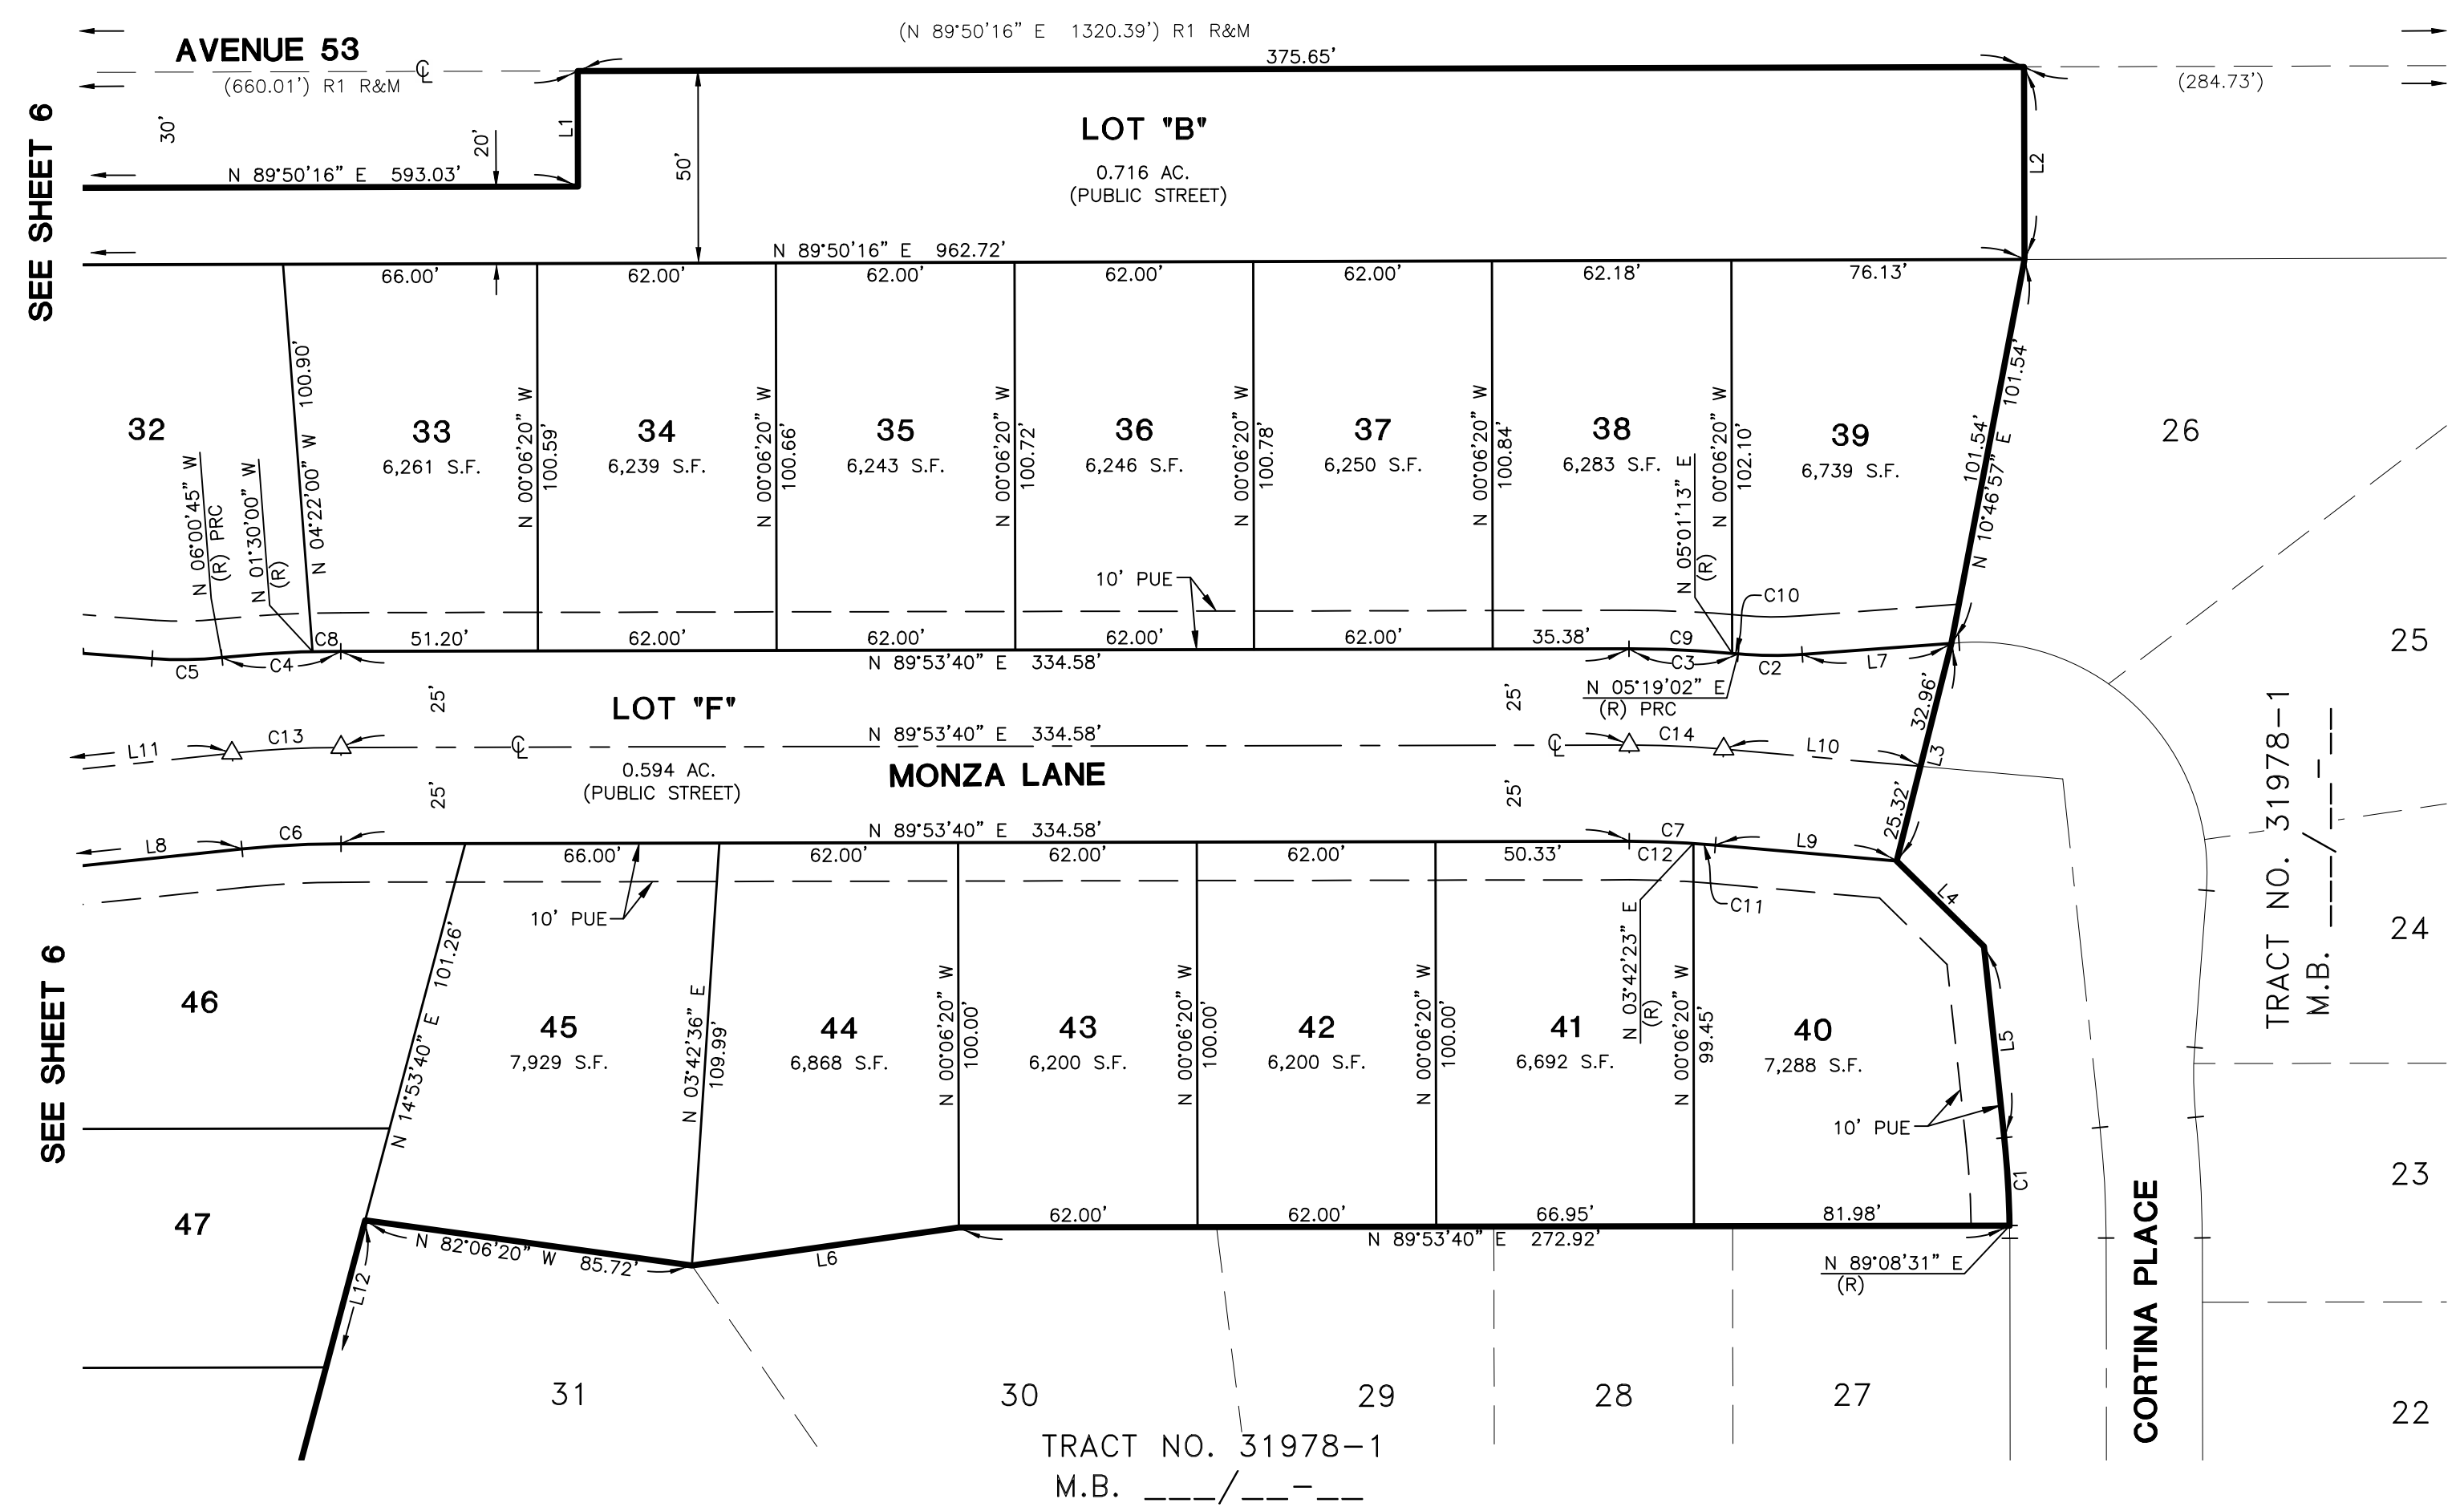 (N 89°50'16" E 1320.39') R1 R&M
AVENUE 53
℄
375.65'
(660.01') R1 R&M
(284.73')
SEE SHEET 6
30'
20'
L1
50'
LOT "B"
0.716 AC.
(PUBLIC STREET)
L2
N 89°50'16" E 593.03'
N 89°50'16" E 962.72'
66.00'
62.00'
62.00'
62.00'
62.00'
62.18'
76.13'
32
N 04°22'00" W 100.90'
33
6,261 S.F.
N 00°06'20" W
100.59'
34
6,239 S.F.
N 00°06'20" W
100.66'
35
6,243 S.F.
N 00°06'20" W
100.72'
36
6,246 S.F.
N 00°06'20" W
100.78'
37
6,250 S.F.
N 00°06'20" W
100.84'
38
6,283 S.F.
N 00°06'20" W
102.10'
39
6,739 S.F.
101.54'
101.54'
N 10°46'57" E
26
25
N 06°00'45" W
(R) PRC
N 01°30'00" W
(R)
N 05°01'13" E
(R)
10' PUE
C10
C8
51.20'
62.00'
62.00'
62.00'
62.00'
35.38'
C9
C5
C4
N 89°53'40" E 334.58'
C3
C2
L7
N 05°19'02" E
(R) PRC
25'
LOT "F"
25'
32.96'
L11
C13
℄
N 89°53'40" E 334.58'
℄
C14
L10
L3
0.594 AC.
(PUBLIC STREET)
MONZA LANE
25'
25'
25.32'
L8
C6
N 89°53'40" E 334.58'
C7
L9
66.00'
62.00'
62.00'
62.00'
50.33'
C12
L4
C11
10' PUE
TRACT NO. 31978-1
M.B. ___/__-__
24
SEE SHEET 6
46
N 14°53'40" E 101.26'
45
7,929 S.F.
N 03°42'36" E
109.99'
44
6,868 S.F.
N 00°06'20" W
100.00'
43
6,200 S.F.
N 00°06'20" W
100.00'
42
6,200 S.F.
N 00°06'20" W
100.00'
41
6,692 S.F.
N 03°42'23" E
(R)
N 00°06'20" W
99.45'
40
7,288 S.F.
L5
10' PUE
C1
23
47
62.00'
62.00'
66.95'
81.98'
N 82°06'20" W 85.72'
L6
N 89°53'40" E 272.92'
N 89°08'31" E
(R)
L12
CORTINA PLACE
31
30
29
28
27
22
TRACT NO. 31978-1
M.B. ___/__-__